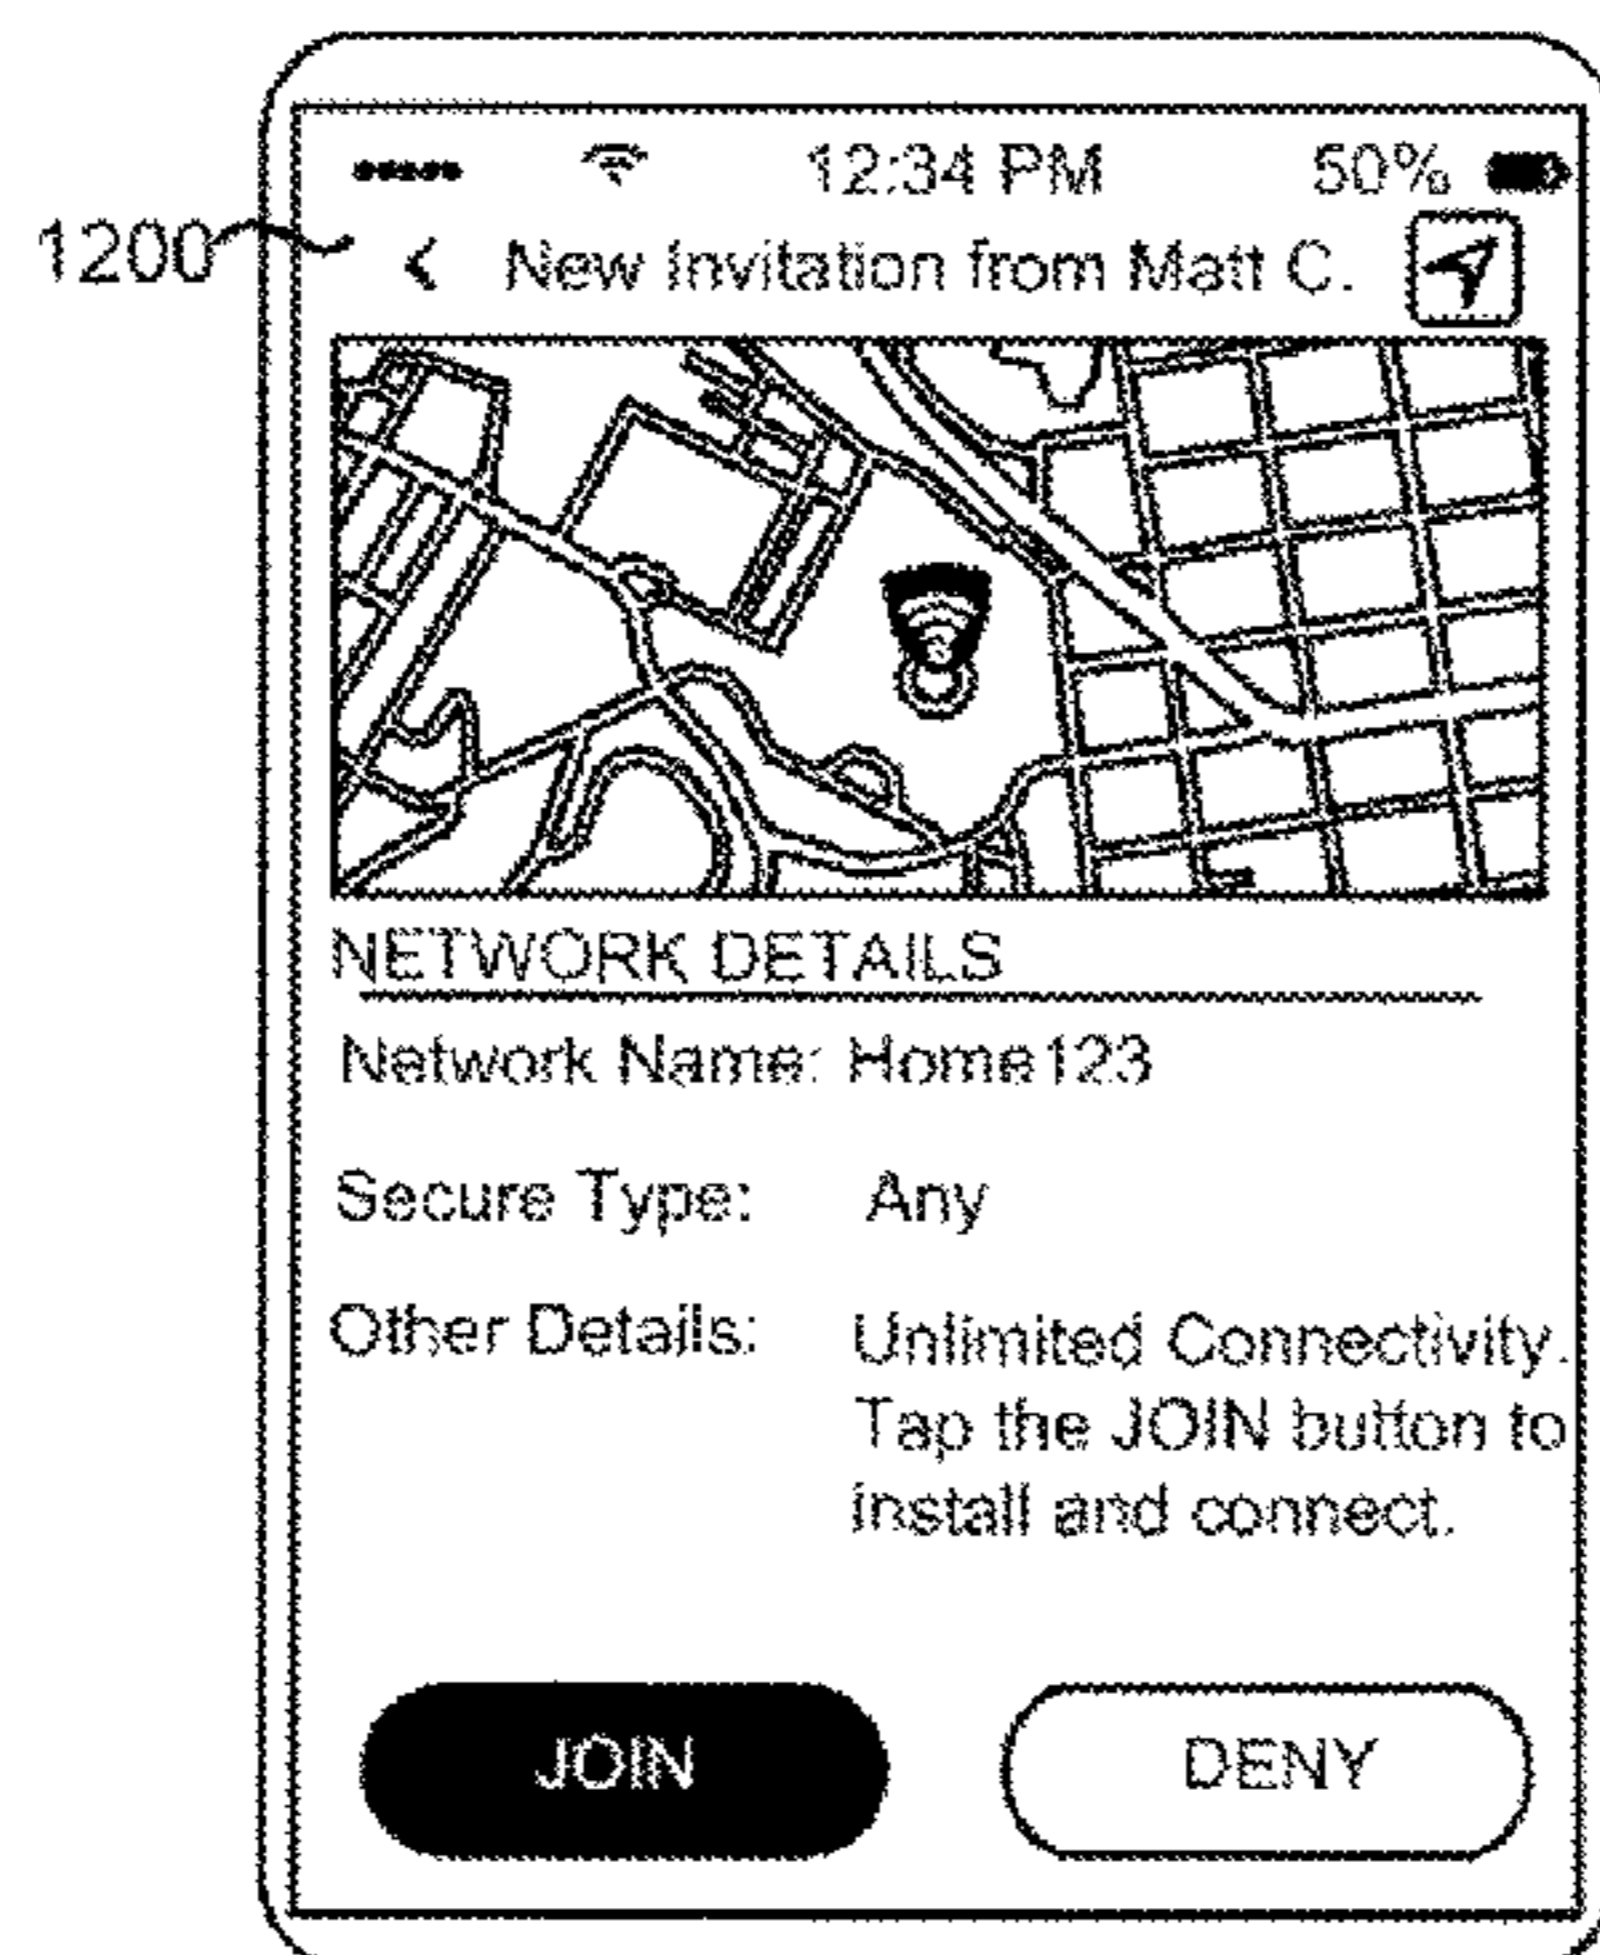 12:34 PM 50%
1200
< New Invitation from Matt C.
NETWORK DETAILS
Network Name: Home123
Secure Type: Any
Other Details: Unlimited Connectivity.
Tap the JOIN button to
install and connect.
JOIN DENY